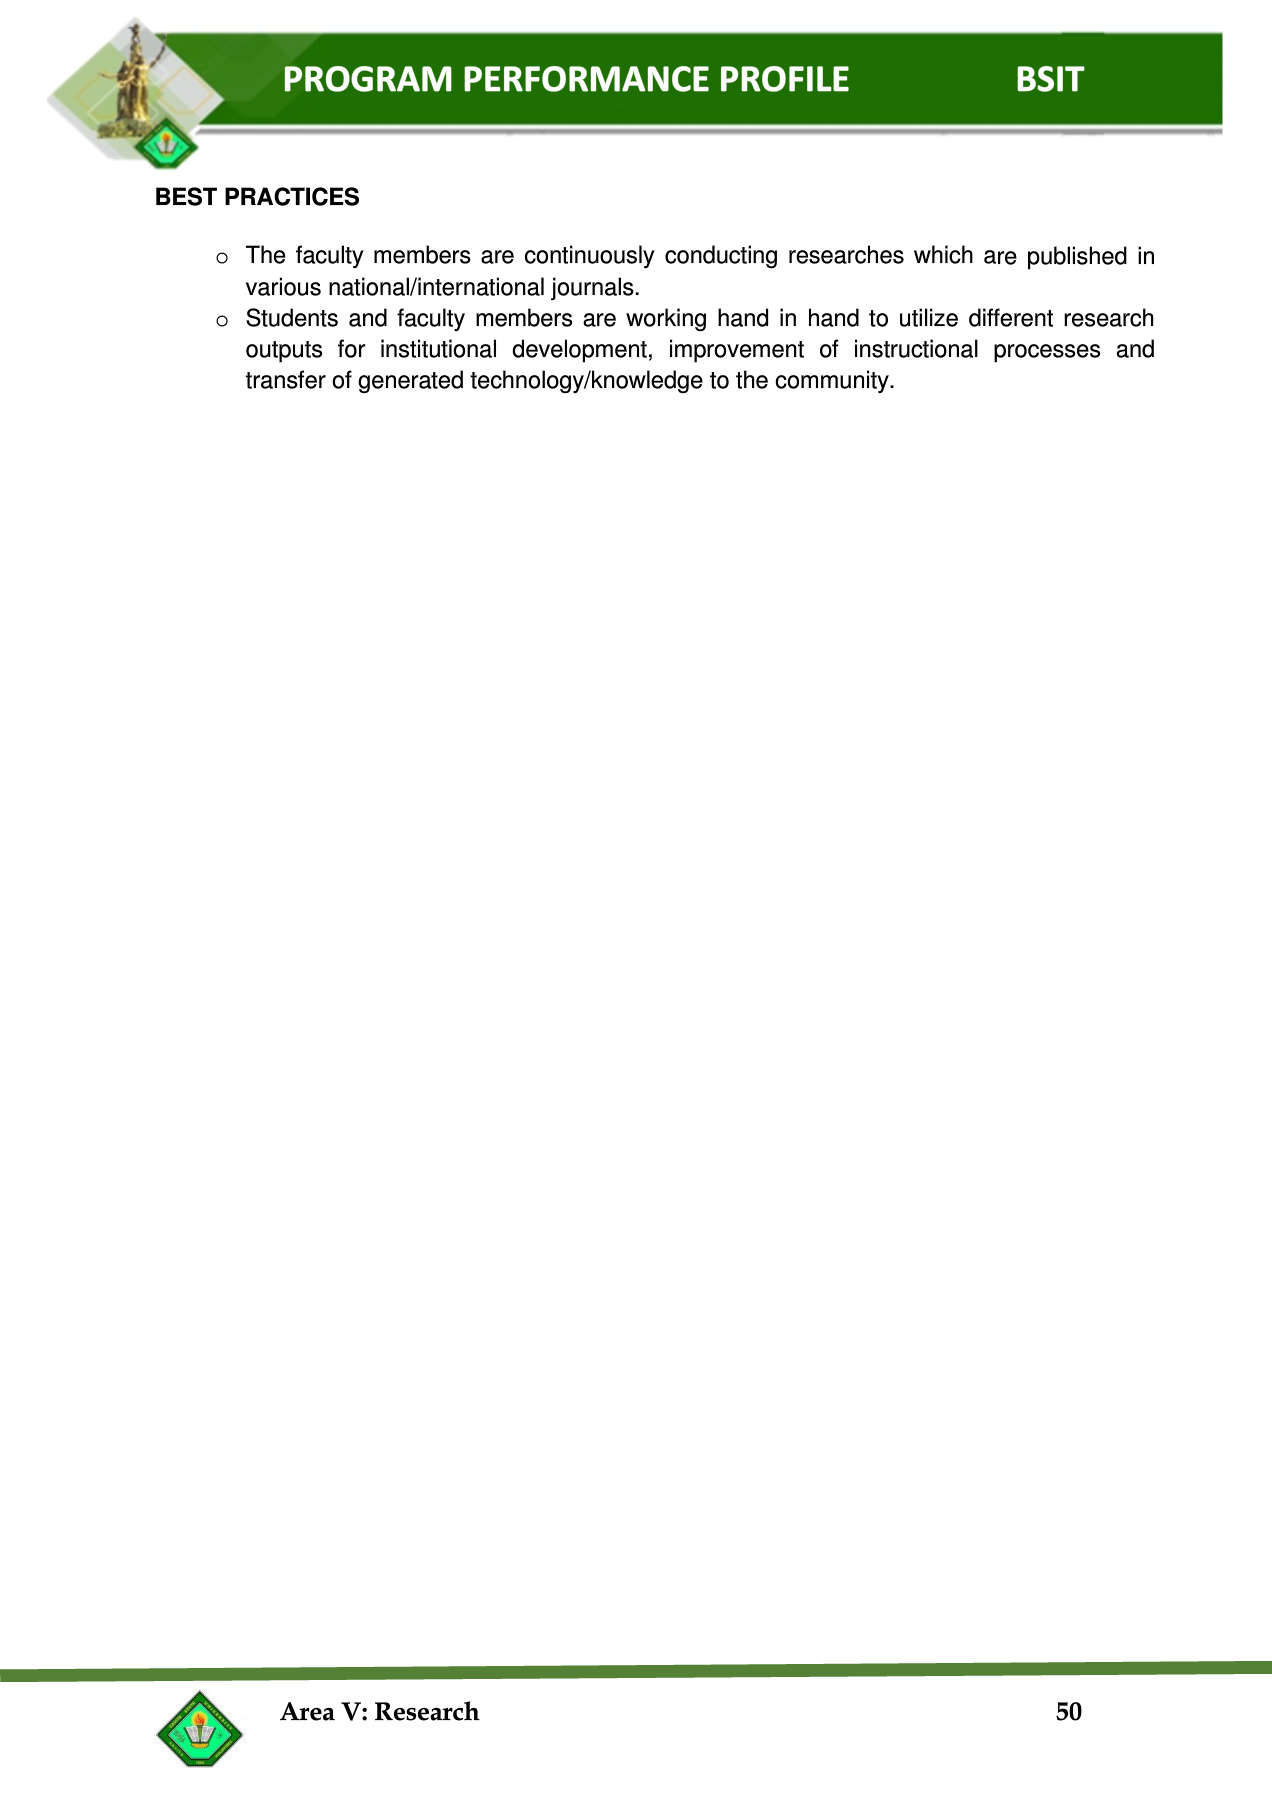 PROGRAM PERFORMANCE PROFILE BSIT
BEST PRACTICES
o The faculty members are continuously conducting researches which are published in
various national/international journals.
o Students and faculty members are working hand in hand to utilize different research
outputs for institutional development, improvement of instructional processes and
transfer of generated technology/knowledge to the community.
Area V: Research 50